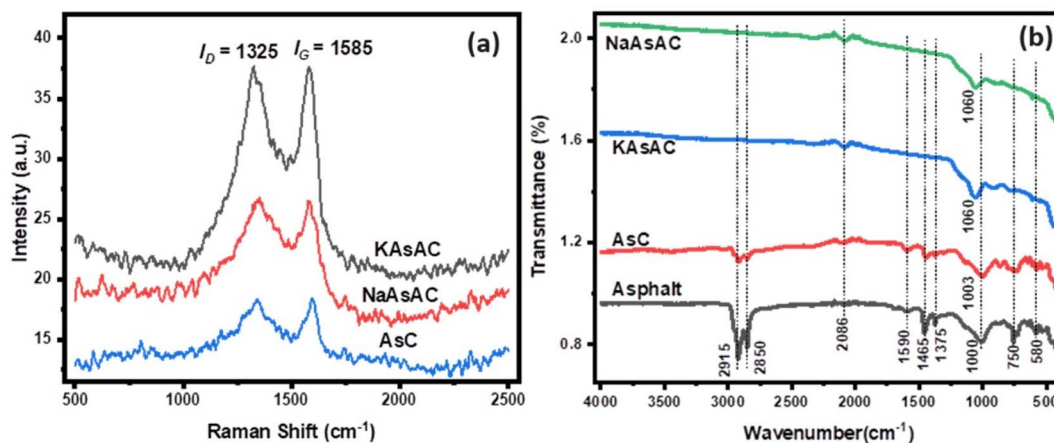 (a)
I_D = 1325
I_G = 1585
40
35
30
25
20
15
Intensity (a.u.)
KAsAC
NaAsAC
AsC
500
1000
1500
2000
2500
Raman Shift (cm⁻¹)
(b)
2.0
1.6
1.2
0.8
Transmittance (%)
NaAsAC
1060
KAsAC
1060
AsC
1003
Asphalt
2915
2850
2086
1590
1465
1375
1000
750
580
4000
3500
3000
2500
2000
1500
1000
500
Wavenumber(cm⁻¹)